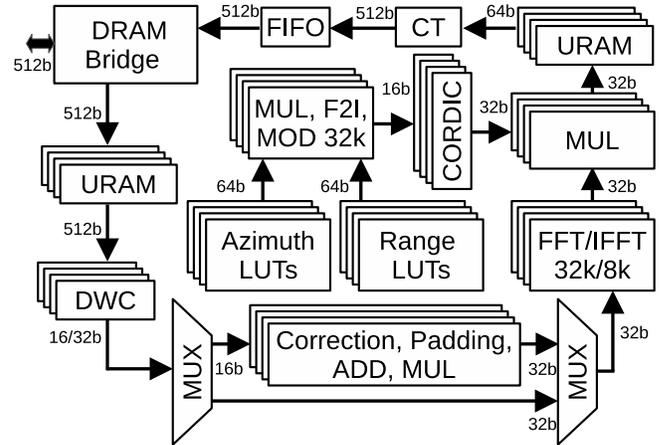 DRAM
Bridge
512b
512b
FIFO
512b
CT
64b
URAM
32b
512b
URAM
512b
DWC
16/32b
MUL, F2I,
MOD 32k
16b
CORDIC
32b
MUL
64b
64b
32b
Azimuth
LUTs
Range
LUTs
FFT/IFFT
32k/8k
MUX
16b
Correction, Padding,
ADD, MUL
32b
32b
MUX
32b